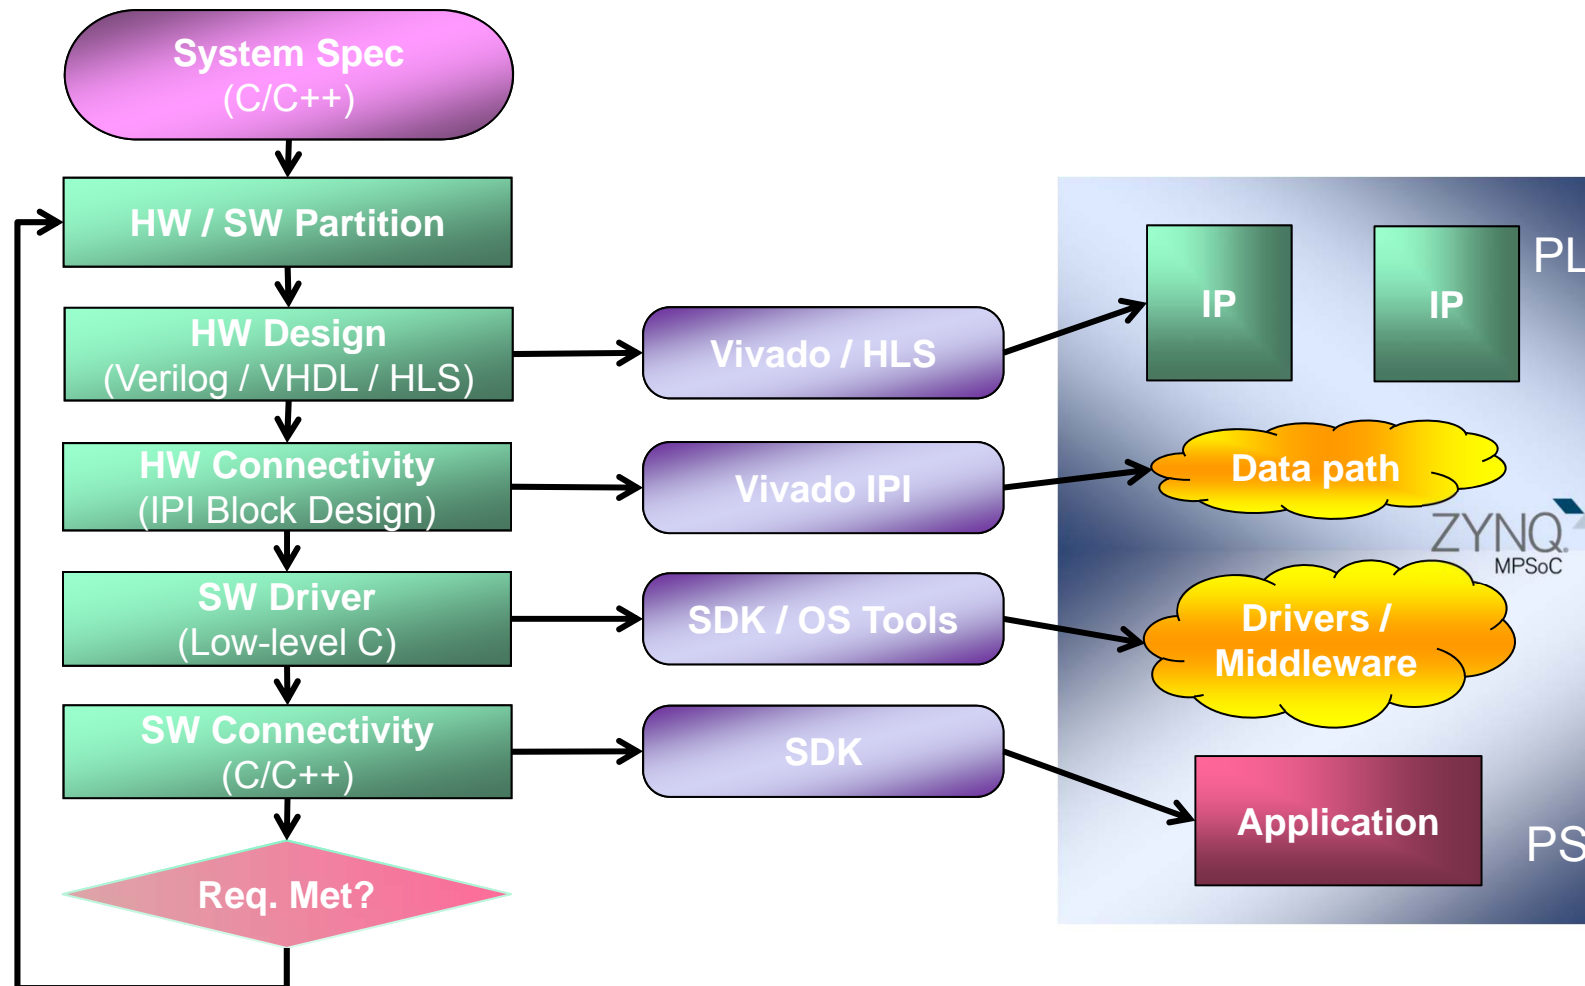 System Spec
(C/C++)
HW / SW Partition
HW Design
(Verilog / VHDL / HLS)
HW Connectivity
(IPI Block Design)
SW Driver
(Low-level C)
SW Connectivity
(C/C++)
Req. Met?
Vivado / HLS
Vivado IPI
SDK / OS Tools
SDK
IP
IP
PL
Data path
ZYNQ.
MPSoC
Drivers /
Middleware
Application
PS